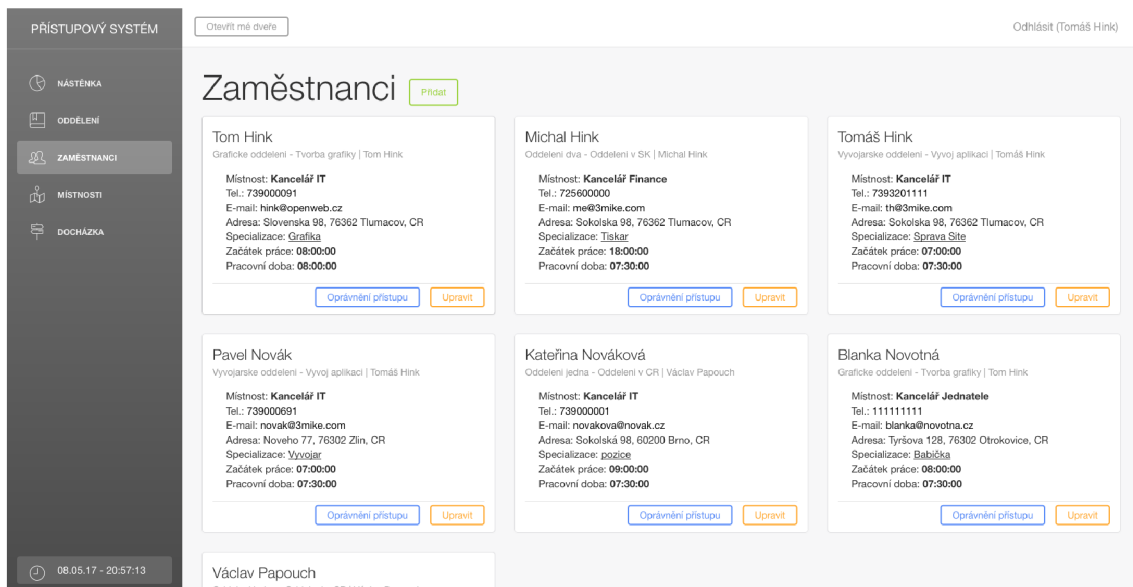 PŘÍSTUPOVÝ SYSTÉM
Otevřít mé dveře
Odhlásit (Tomáš Hink)
NÁSTĚNKA
ODDĚLENÍ
ZAMĚSTNANCI
MÍSTNOSTI
DOCHÁZKA
08.05.17 - 20:57:13
Zaměstnanci
Přidat
Tom Hink
Graficke oddeleni - Tvorba grafiky | Tom Hink
Místnost: Kancelář IT
Tel.: 739000091
E-mail: hink@openweb.cz
Adresa: Slovenska 98, 76362 Tlumacov, CR
Specializace: Grafika
Začátek práce: 08:00:00
Pracovní doba: 08:00:00
Oprávnění přístupu
Upravit
Michal Hink
Oddeleni dva - Oddeleni v SK | Michal Hink
Místnost: Kancelář Finance
Tel.: 725600000
E-mail: me@3mike.com
Adresa: Sokolska 98, 76362 Tlumacov, CR
Specializace: Tiskar
Začátek práce: 18:00:00
Pracovní doba: 07:30:00
Oprávnění přístupu
Upravit
Tomáš Hink
Vyvojarske oddeleni - Vyvoj aplikaci | Tomáš Hink
Místnost: Kancelář IT
Tel.: 7393201111
E-mail: th@3mike.com
Adresa: Sokolska 98, 76362 Tlumacov, CR
Specializace: Sprava Site
Začátek práce: 07:00:00
Pracovní doba: 07:30:00
Oprávnění přístupu
Upravit
Pavel Novák
Vyvojarske oddeleni - Vyvoj aplikaci | Tomáš Hink
Místnost: Kancelář IT
Tel.: 739000691
E-mail: novak@3mike.com
Adresa: Noveho 77, 76302 Zlin, CR
Specializace: Vyvojar
Začátek práce: 07:00:00
Pracovní doba: 07:30:00
Oprávnění přístupu
Upravit
Kateřina Nováková
Oddeleni jedna - Oddeleni v CR | Václav Papouch
Místnost: Kancelář IT
Tel.: 739000001
E-mail: novakova@novak.cz
Adresa: Sokolská 98, 60200 Brno, CR
Specializace: pozice
Začátek práce: 09:00:00
Pracovní doba: 07:30:00
Oprávnění přístupu
Upravit
Blanka Novotná
Graficke oddeleni - Tvorba grafiky | Tom Hink
Místnost: Kancelář Jednatele
Tel.: 111111111
E-mail: blanka@novotna.cz
Adresa: Tyršova 128, 76302 Otrokovice, CR
Specializace: Babička
Začátek práce: 08:00:00
Pracovní doba: 07:30:00
Oprávnění přístupu
Upravit
Václav Papouch